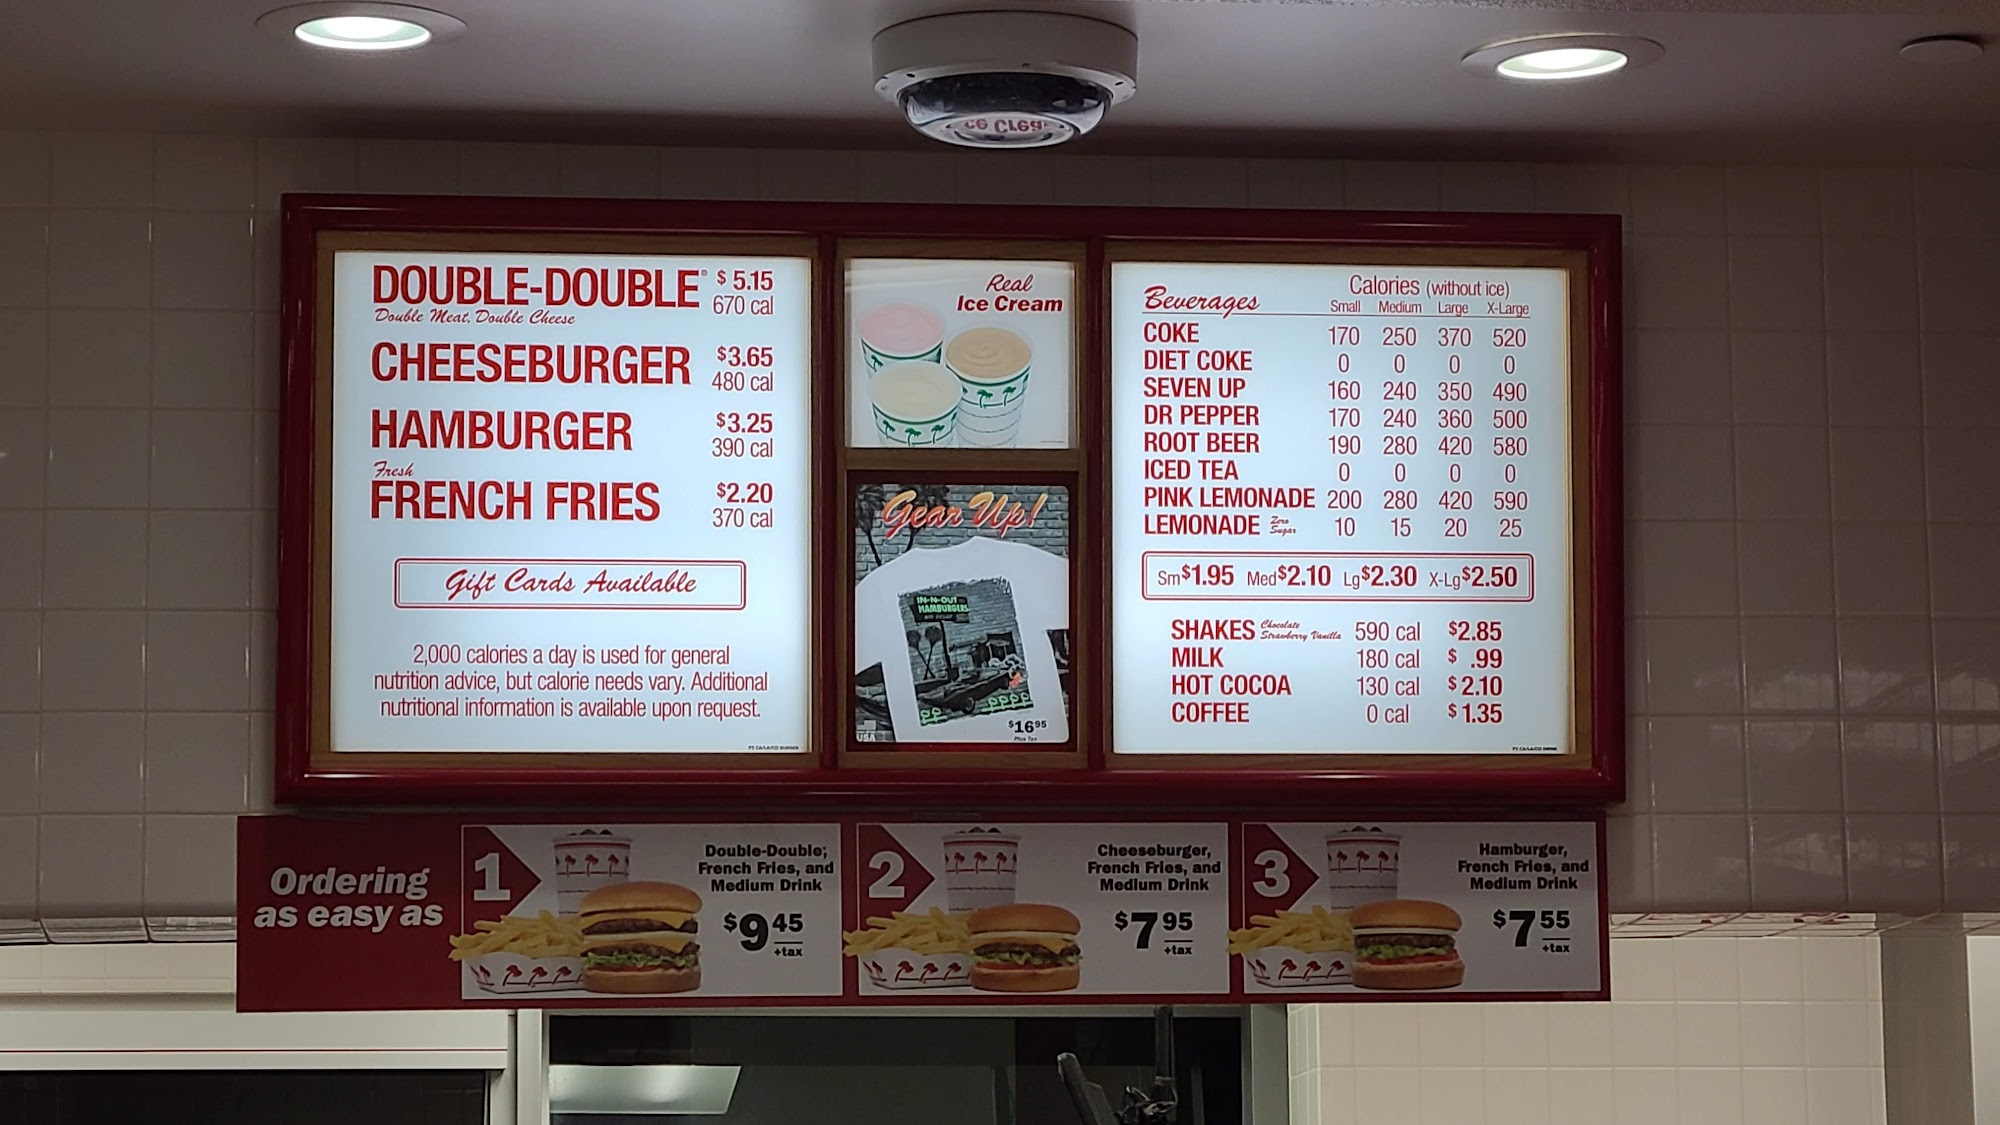 DOUBLE-DOUBLE® $5.15
Double Meat, Double Cheese 670 cal
CHEESEBURGER $3.65
480 cal
HAMBURGER $3.25
390 cal
Fresh
FRENCH FRIES $2.20
370 cal
Gift Cards Available
2,000 calories a day is used for general
nutrition advice, but calorie needs vary. Additional
nutritional information is available upon request.
Real
Ice Cream
Gear Up!
IN-N-OUT
HAMBURGERS
USA
$16 95
Plus Tax
Beverages Calories (without ice)
Small Medium Large X-Large
COKE 170 250 370 520
DIET COKE 0 0 0 0
SEVEN UP 160 240 350 490
DR PEPPER 170 240 360 500
ROOT BEER 190 280 420 580
ICED TEA 0 0 0 0
PINK LEMONADE 200 280 420 590
LEMONADE Zero Sugar 10 15 20 25
Sm $1.95 Med $2.10 Lg $2.30 X-Lg $2.50
SHAKES Chocolate Strawberry Vanilla 590 cal $2.85
MILK 180 cal $ .99
HOT COCOA 130 cal $2.10
COFFEE 0 cal $1.35
Ordering
as easy as
1
Double-Double,
French Fries, and
Medium Drink
$9 45
+tax
2
Cheeseburger,
French Fries, and
Medium Drink
$7 95
+tax
3
Hamburger,
French Fries, and
Medium Drink
$7 55
+tax